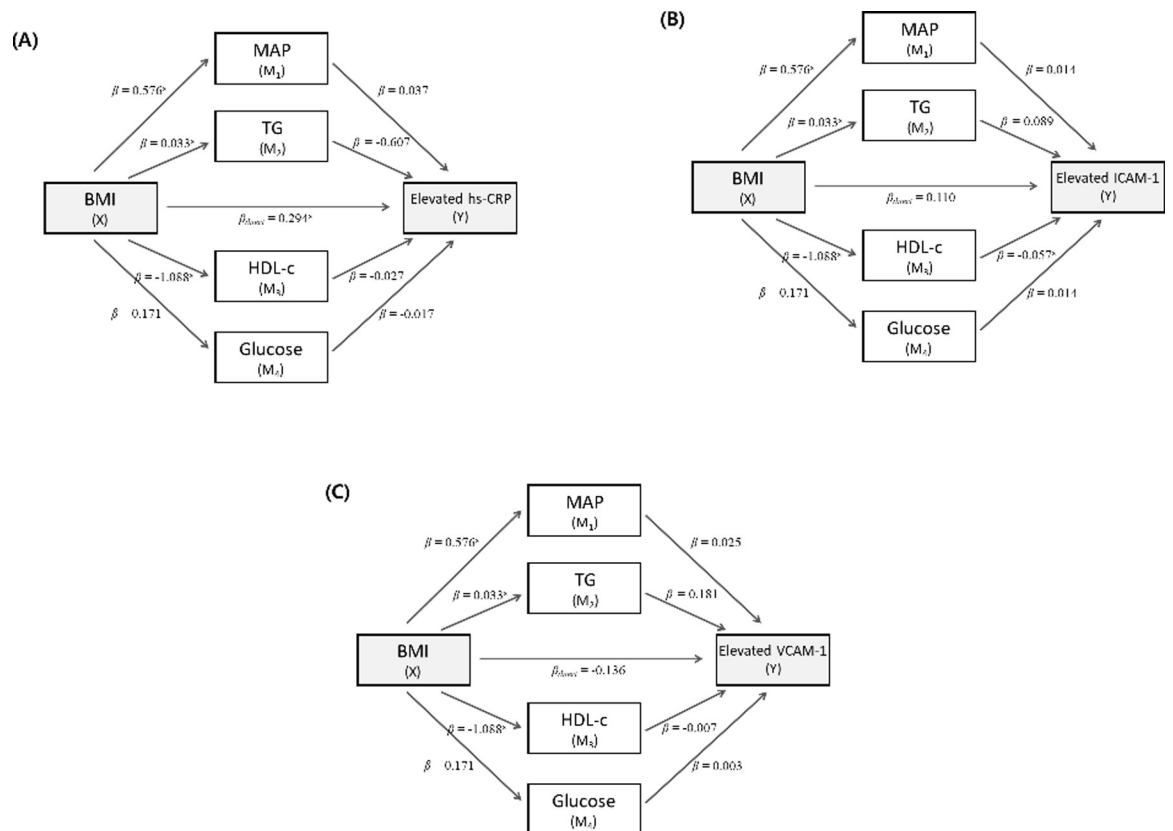 (A)
MAP
(M1)
β = 0.576*
β = 0.037
TG
(M2)
β = 0.033*
β = -0.607
BMI
(X)
Elevated hs-CRP
(Y)
= 0.294*
HDL-c
(M3)
β = -1.088*
β = -0.027
β 0.171
β = -0.017
Glucose
(M4)
(B)
MAP
(M1)
β = 0.576*
β = 0.014
TG
(M2)
β = 0.033*
β = 0.089
BMI
(X)
Elevated ICAM-1
(Y)
= 0.110
HDL-c
(M3)
β = -1.088*
β = -0.057*
β 0.171
β = 0.014
Glucose
(M4)
(C)
MAP
(M1)
β = 0.576*
β = 0.025
TG
(M2)
β = 0.033*
β = 0.181
BMI
(X)
Elevated VCAM-1
(Y)
= -0.136
HDL-c
(M3)
β = -1.088*
β = -0.007
β 0.171
β = 0.003
Glucose
(M4)